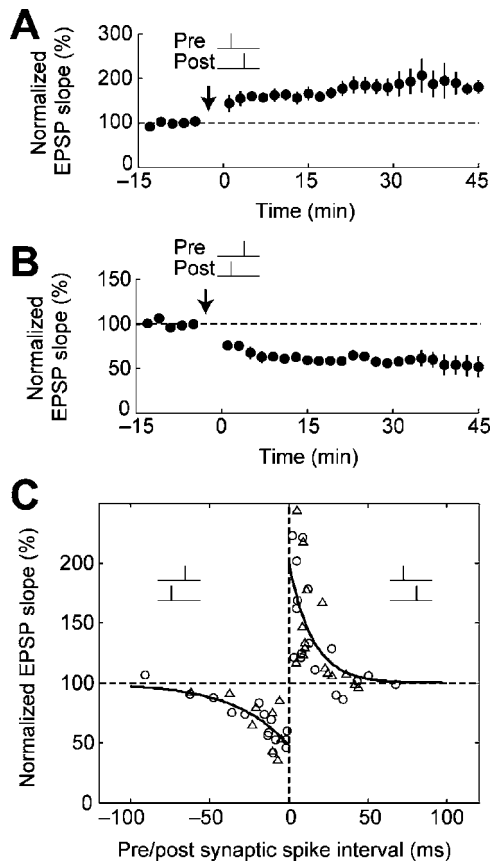 A
Pre
Post
Normalized
EPSP slope (%)
300
200
100
0
−15
0
15
30
45
Time (min)
B
Pre
Post
Normalized
EPSP slope (%)
150
100
50
0
−15
0
15
30
45
Time (min)
C
Normalized EPSP slope (%)
200
150
100
50
0
−100
−50
0
50
100
Pre/post synaptic spike interval (ms)